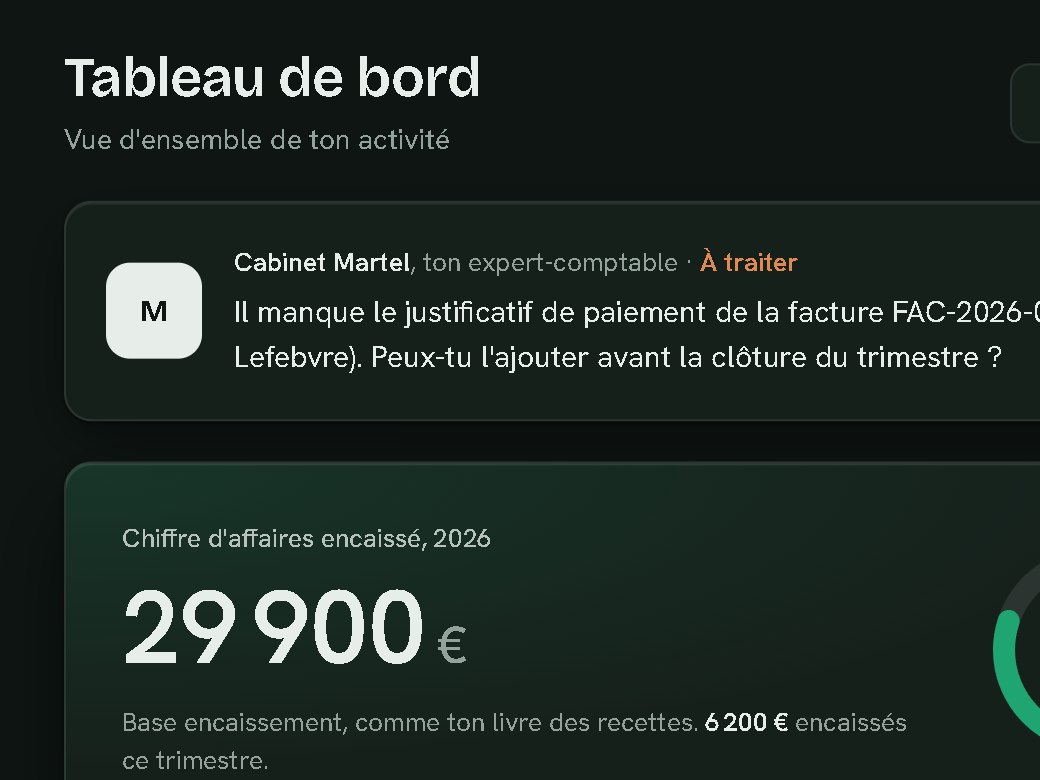 Tableau de bord
Vue d'ensemble de ton activité
Cabinet Martel, ton expert-comptable · À traiter
M
Il manque le justificatif de paiement de la facture FAC-2026-
Lefebvre). Peux-tu l'ajouter avant la clôture du trimestre ?
Chiffre d'affaires encaissé, 2026
29 900 €
Base encaissement, comme ton livre des recettes. 6 200 € encaissés
ce trimestre.